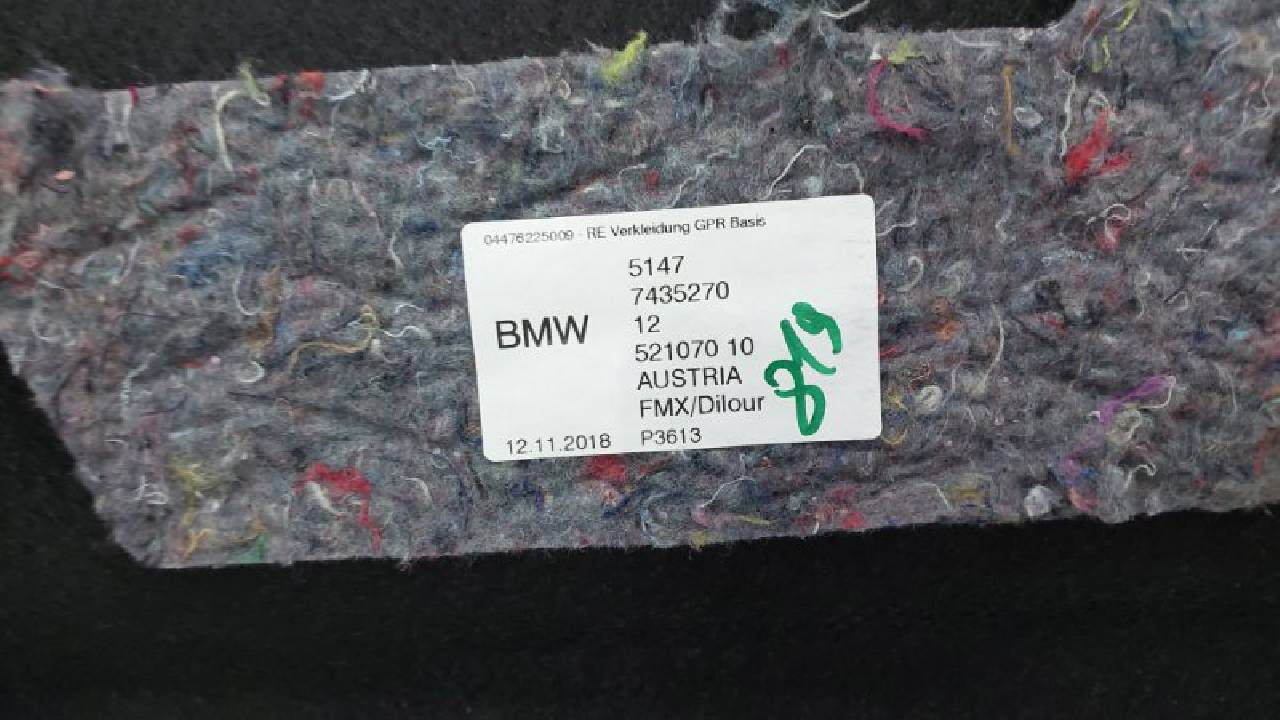 04476225009 - RE Verkleidung GPR Basis
5147
7435270
BMW
12
521070 10
AUSTRIA
FMX/Dilour
12.11.2018 P3613